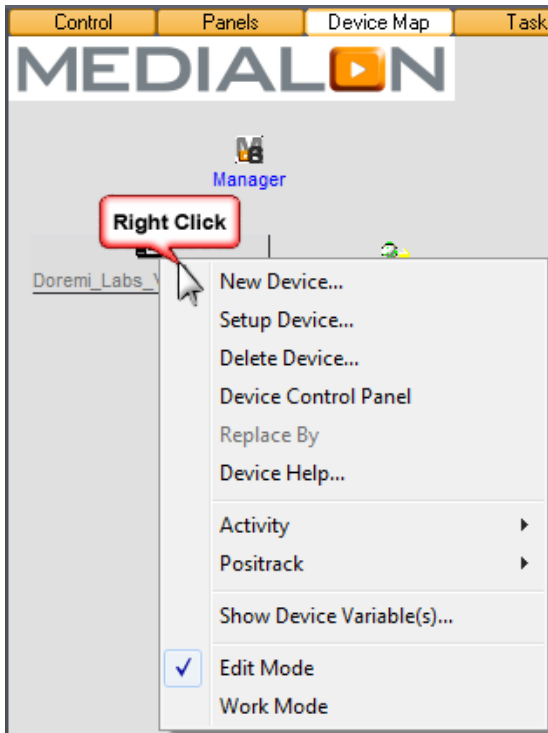 Control Panels Device Map Task
MEDIALON
Manager
Right Click
Doremi_Labs_
New Device...
Setup Device...
Delete Device...
Device Control Panel
Replace By
Device Help...
Activity
Positrack
Show Device Variable(s)...
Edit Mode
Work Mode